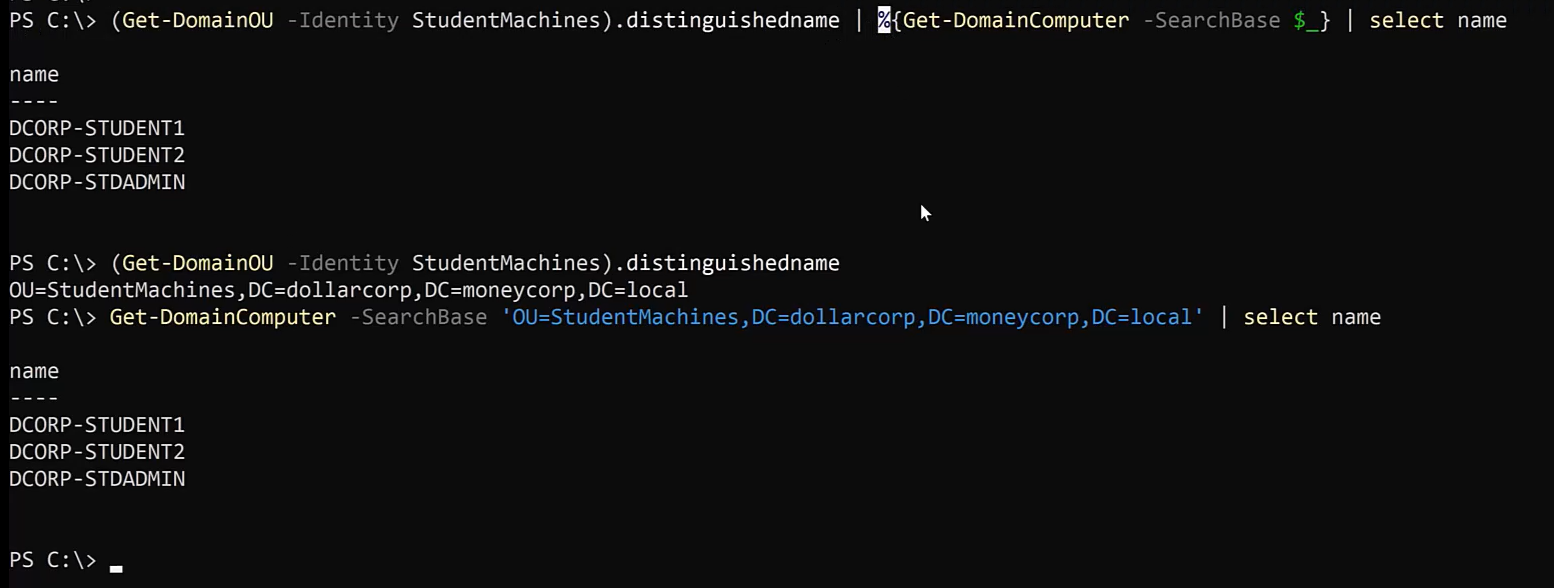 PS C:\> (Get-DomainOU -Identity StudentMachines).distinguishedname | %{Get-DomainComputer -SearchBase $_} | select name
name
----
DCORP-STUDENT1
DCORP-STUDENT2
DCORP-STDADMIN
PS C:\> (Get-DomainOU -Identity StudentMachines).distinguishedname
OU=StudentMachines,DC=dollarcorp,DC=moneycorp,DC=local
PS C:\> Get-DomainComputer -SearchBase 'OU=StudentMachines,DC=dollarcorp,DC=moneycorp,DC=local' | select name
name
----
DCORP-STUDENT1
DCORP-STUDENT2
DCORP-STDADMIN
PS C:\>